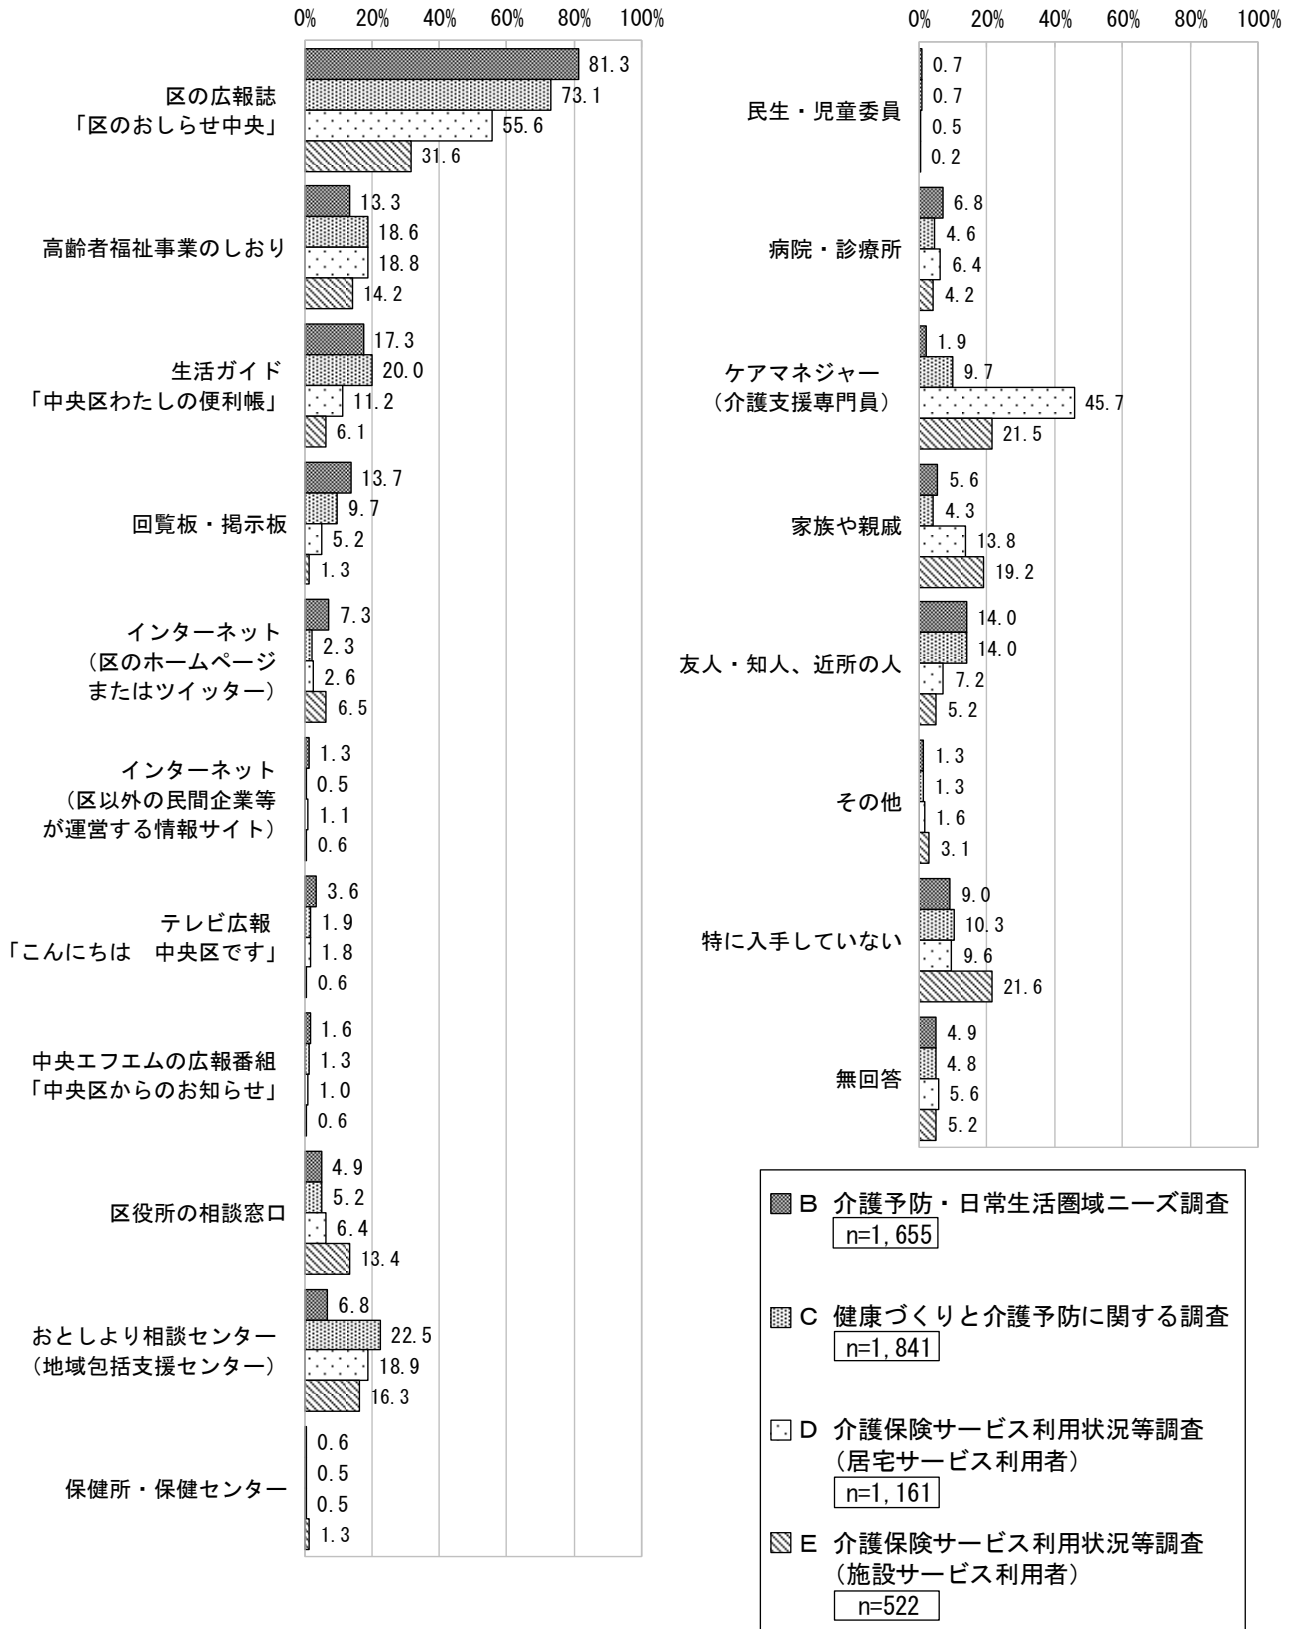 0% 20% 40% 60% 80% 100%
区の広報誌
「区のおしらせ中央」
81.3
73.1
55.6
31.6
高齢者福祉事業のしおり
13.3
18.6
18.8
14.2
生活ガイド
「中央区わたしの便利帳」
17.3
20.0
11.2
6.1
回覧板・掲示板
13.7
9.7
5.2
1.3
インターネット
（区のホームページ
またはツイッター）
7.3
2.3
2.6
6.5
インターネット
（区以外の民間企業等
が運営する情報サイト）
1.3
0.5
1.1
0.6
テレビ広報
「こんにちは　中央区です」
3.6
1.9
1.8
0.6
中央エフエムの広報番組
「中央区からのお知らせ」
1.6
1.3
1.0
0.6
区役所の相談窓口
4.9
5.2
6.4
13.4
おとしより相談センター
（地域包括支援センター）
6.8
22.5
18.9
16.3
保健所・保健センター
0.6
0.5
0.5
1.3
0% 20% 40% 60% 80% 100%
民生・児童委員
0.7
0.7
0.5
0.2
病院・診療所
6.8
4.6
6.4
4.2
ケアマネジャー
（介護支援専門員）
1.9
9.7
45.7
21.5
家族や親戚
5.6
4.3
13.8
19.2
友人・知人、近所の人
14.0
14.0
7.2
5.2
その他
1.3
1.3
1.6
3.1
特に入手していない
9.0
10.3
9.6
21.6
無回答
4.9
4.8
5.6
5.2
B 介護予防・日常生活圏域ニーズ調査
n=1,655
C 健康づくりと介護予防に関する調査
n=1,841
D 介護保険サービス利用状況等調査
（居宅サービス利用者）
n=1,161
E 介護保険サービス利用状況等調査
（施設サービス利用者）
n=522